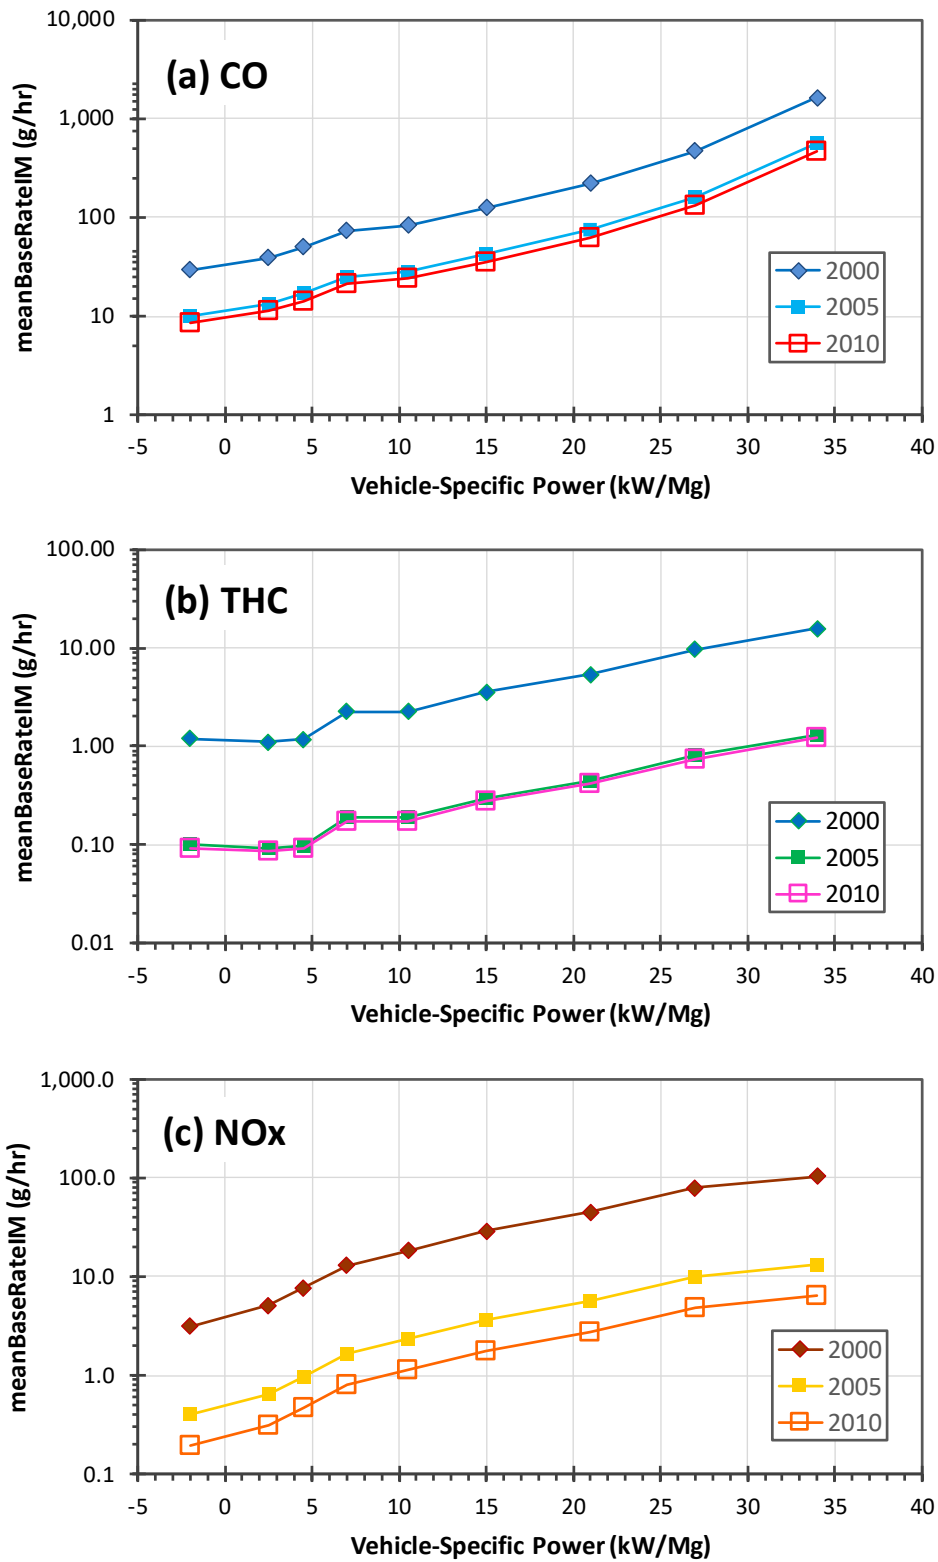 (a) CO
meanBaseRateIM (g/hr)
10,000
1,000
100
10
1
-5 0 5 10 15 20 25 30 35 40
Vehicle-Specific Power (kW/Mg)
2000
2005
2010
(b) THC
meanBaseRateIM (g/hr)
100.00
10.00
1.00
0.10
0.01
-5 0 5 10 15 20 25 30 35 40
Vehicle-Specific Power (kW/Mg)
2000
2005
2010
(c) NOx
meanBaseRateIM (g/hr)
1,000.0
100.0
10.0
1.0
0.1
-5 0 5 10 15 20 25 30 35 40
Vehicle-Specific Power (kW/Mg)
2000
2005
2010